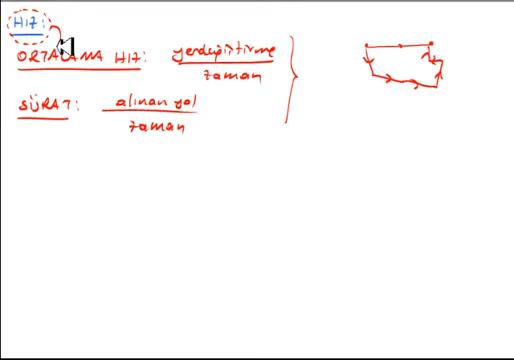 HIZ:
ORTALAMA HIZ: yerdeğiştirme
zaman
SÜRAT: alınan yol
zaman